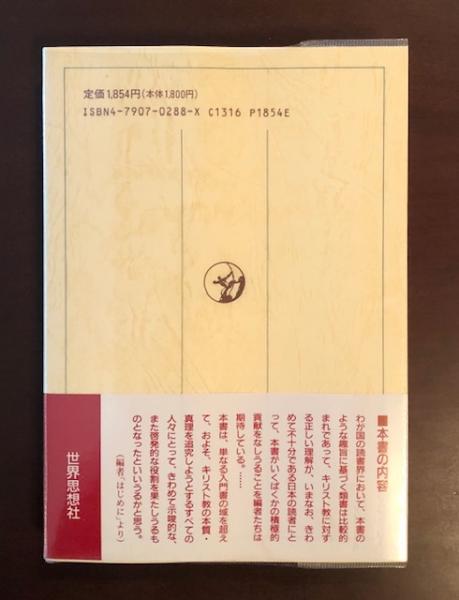 定価1,854円(本体1,800円)
ISBN4-7907-0288-X C1316 P1854E
■本書の内容
わが国の読書界において、本書の
ような趣旨に基づく類書は比較的
まれであって、キリスト教に対す
る正しい理解が、いまなお、きわ
めて不十分である日本の読者にと
って、本書がいくばくかの積極的
貢献をなしうることを編者たちは
期待している。……
本書は、単なる入門書の域を超え
て、およそ、キリスト教の本質・
真理を追究しようとするすべての
人々にとって、きわめて示唆的な、
また啓発的な役割を果たしうるも
のとなったといいうるかと思う。
(編者「はじめに」より)
世界思想社